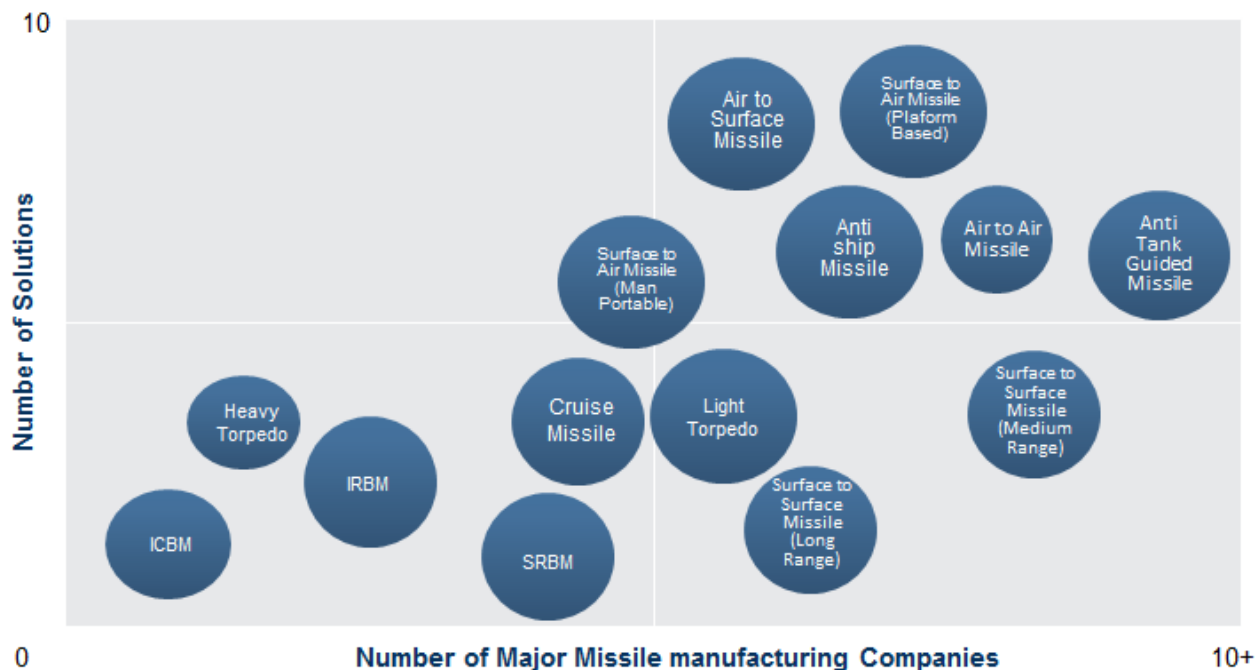 10
Air to
Surface
Missile
Surface to
Air Missile
(Plaform
Based)
Surface to
Air Missile
(Man
Portable)
Anti
ship
Missile
Air to Air
Missile
Anti
Tank
Guided
Missile
Number of Solutions
Heavy
Torpedo
IRBM
Cruise
Missile
Light
Torpedo
Surface to
Surface
Missile
(Medium
Range)
ICBM
SRBM
Surface to
Surface
Missile
(Long
Range)
0
Number of Major Missile manufacturing Companies
10+